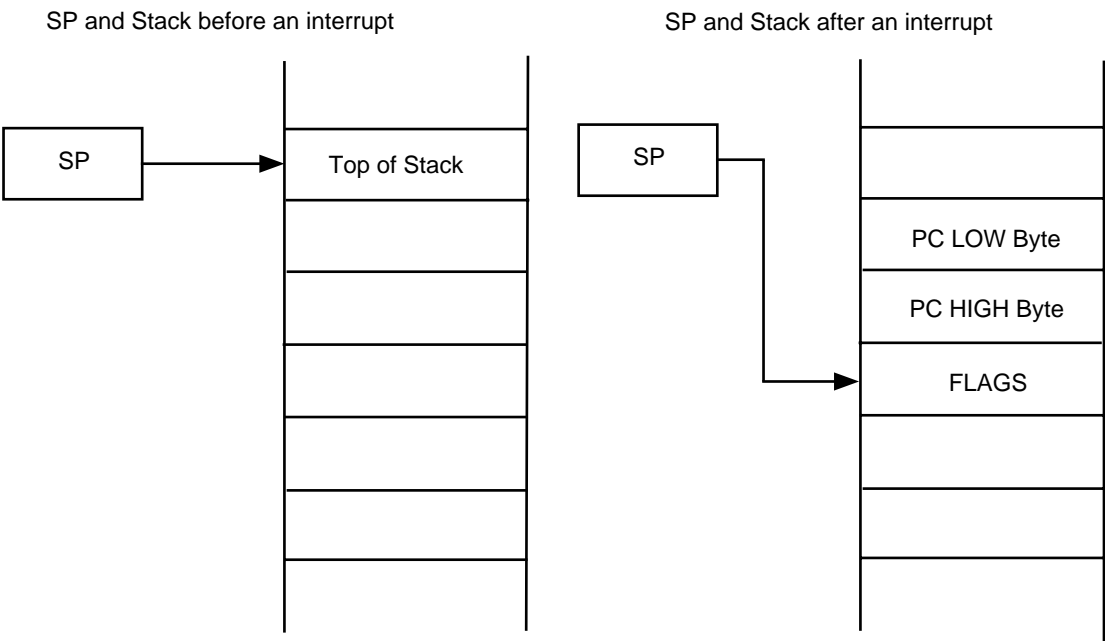 SP and Stack before an interrupt
SP
Top of Stack
SP and Stack after an interrupt
SP
PC LOW Byte
PC HIGH Byte
FLAGS